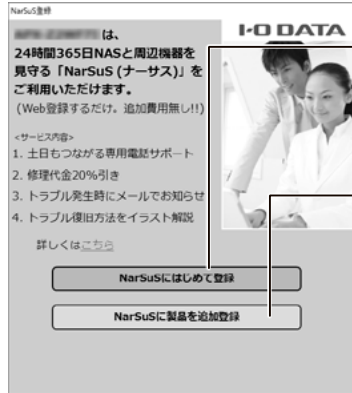 NarSuS登録
I-O DATA
は、
24時間365日NASと周辺機器を
見守る「NarSuS (ナーサス)」を
ご利用いただけます。
(Web登録するだけ。追加費用無し!!)
<サービス内容>
1. 土日もつながる専用電話サポート
2. 修理代金20%引き
3. トラブル発生時にメールでお知らせ
4. トラブル復旧方法をイラスト解説
詳しくはこちら
NarSuSにはじめて登録
NarSuSに製品を追加登録